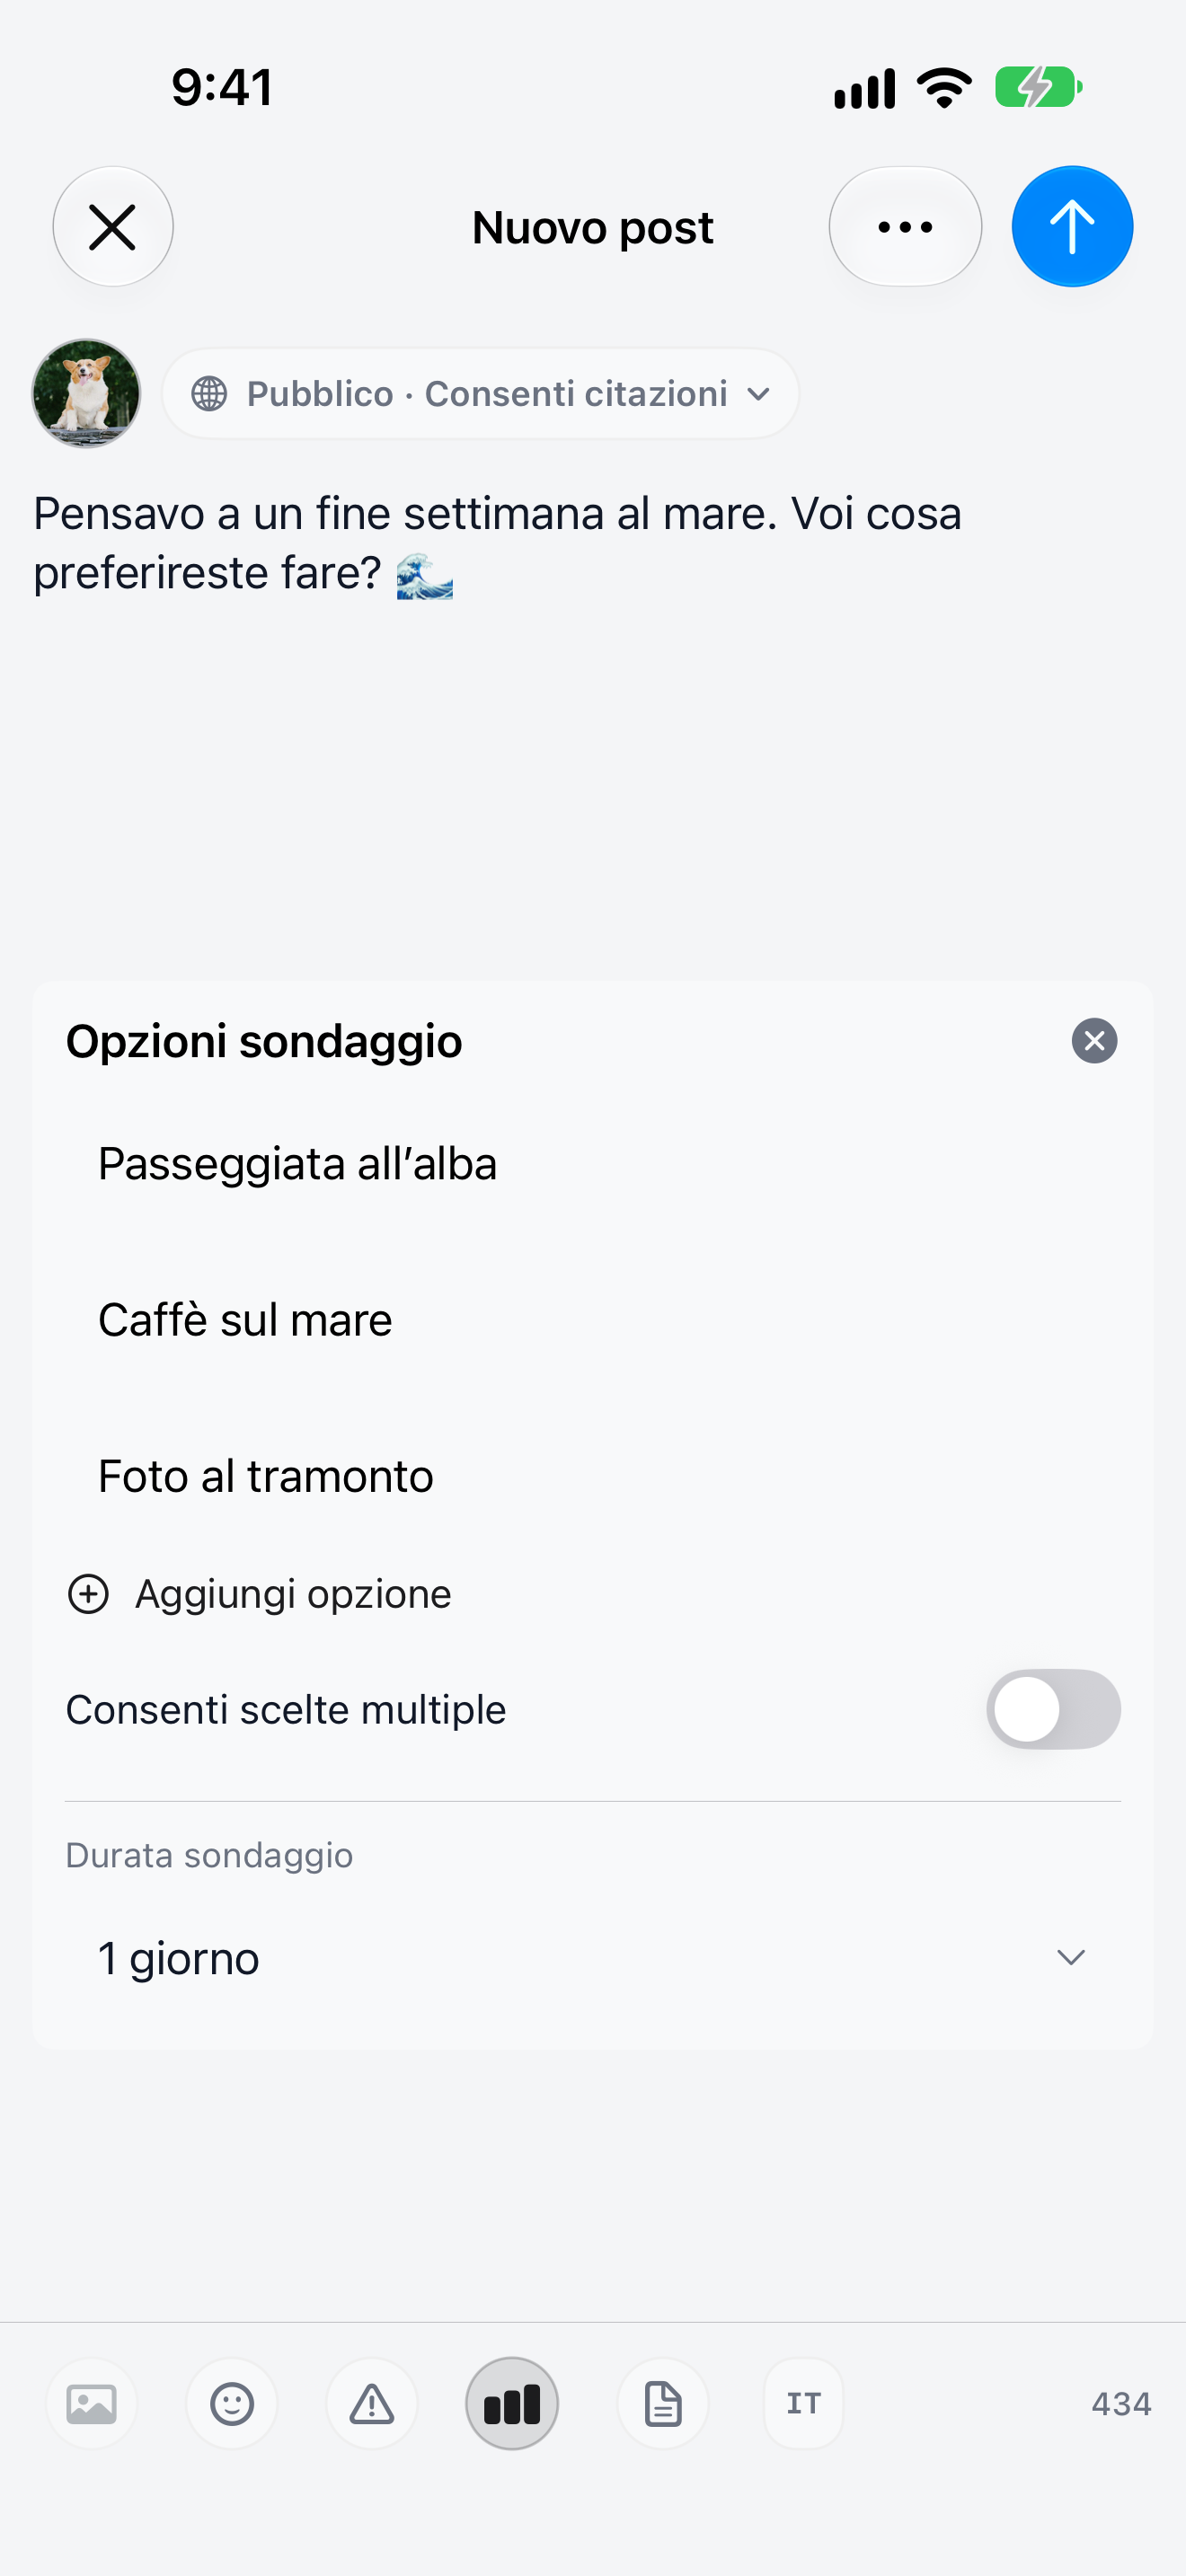 9:41
Nuovo post
Pubblico · Consenti citazioni
Pensavo a un fine settimana al mare. Voi cosa
preferireste fare? 🌊
Opzioni sondaggio
Passeggiata all’alba
Caffè sul mare
Foto al tramonto
Aggiungi opzione
Consenti scelte multiple
Durata sondaggio
1 giorno
IT
434